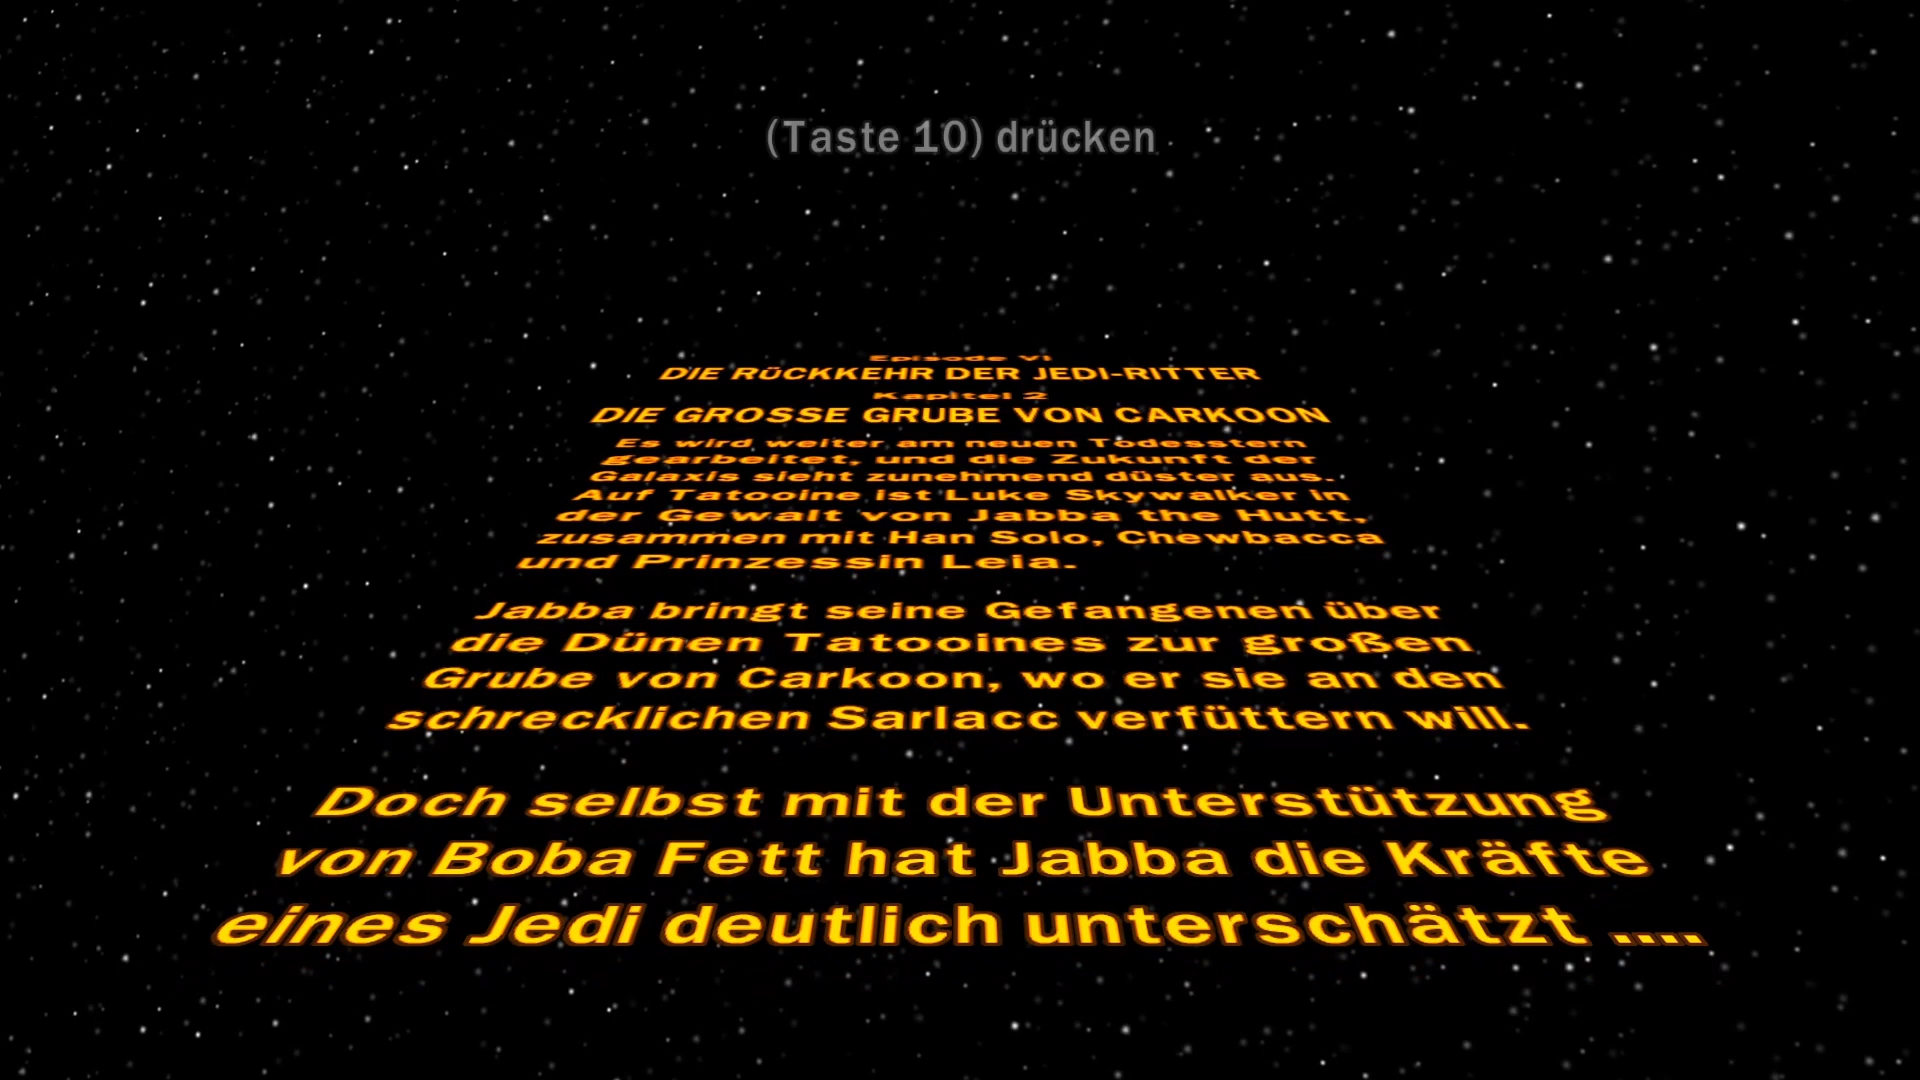 (Taste 10) drücken
Episode VI
DIE RÜCKKEHR DER JEDI-RITTER
Kapitel 2
DIE GROSSE GRUBE VON CARKOON
Es wird weiter am neuen Todesstern
gearbeitet, und die Zukunft der
Galaxis sieht zunehmend düster aus.
Auf Tatooine ist Luke Skywalker in
der Gewalt von Jabba the Hutt,
zusammen mit Han Solo, Chewbacca
und Prinzessin Leia.
Jabba bringt seine Gefangenen über
die Dünen Tatooines zur großen
Grube von Carkoon, wo er sie an den
schrecklichen Sarlacc verfüttern will.
Doch selbst mit der Unterstützung
von Boba Fett hat Jabba die Kräfte
eines Jedi deutlich unterschätzt ....